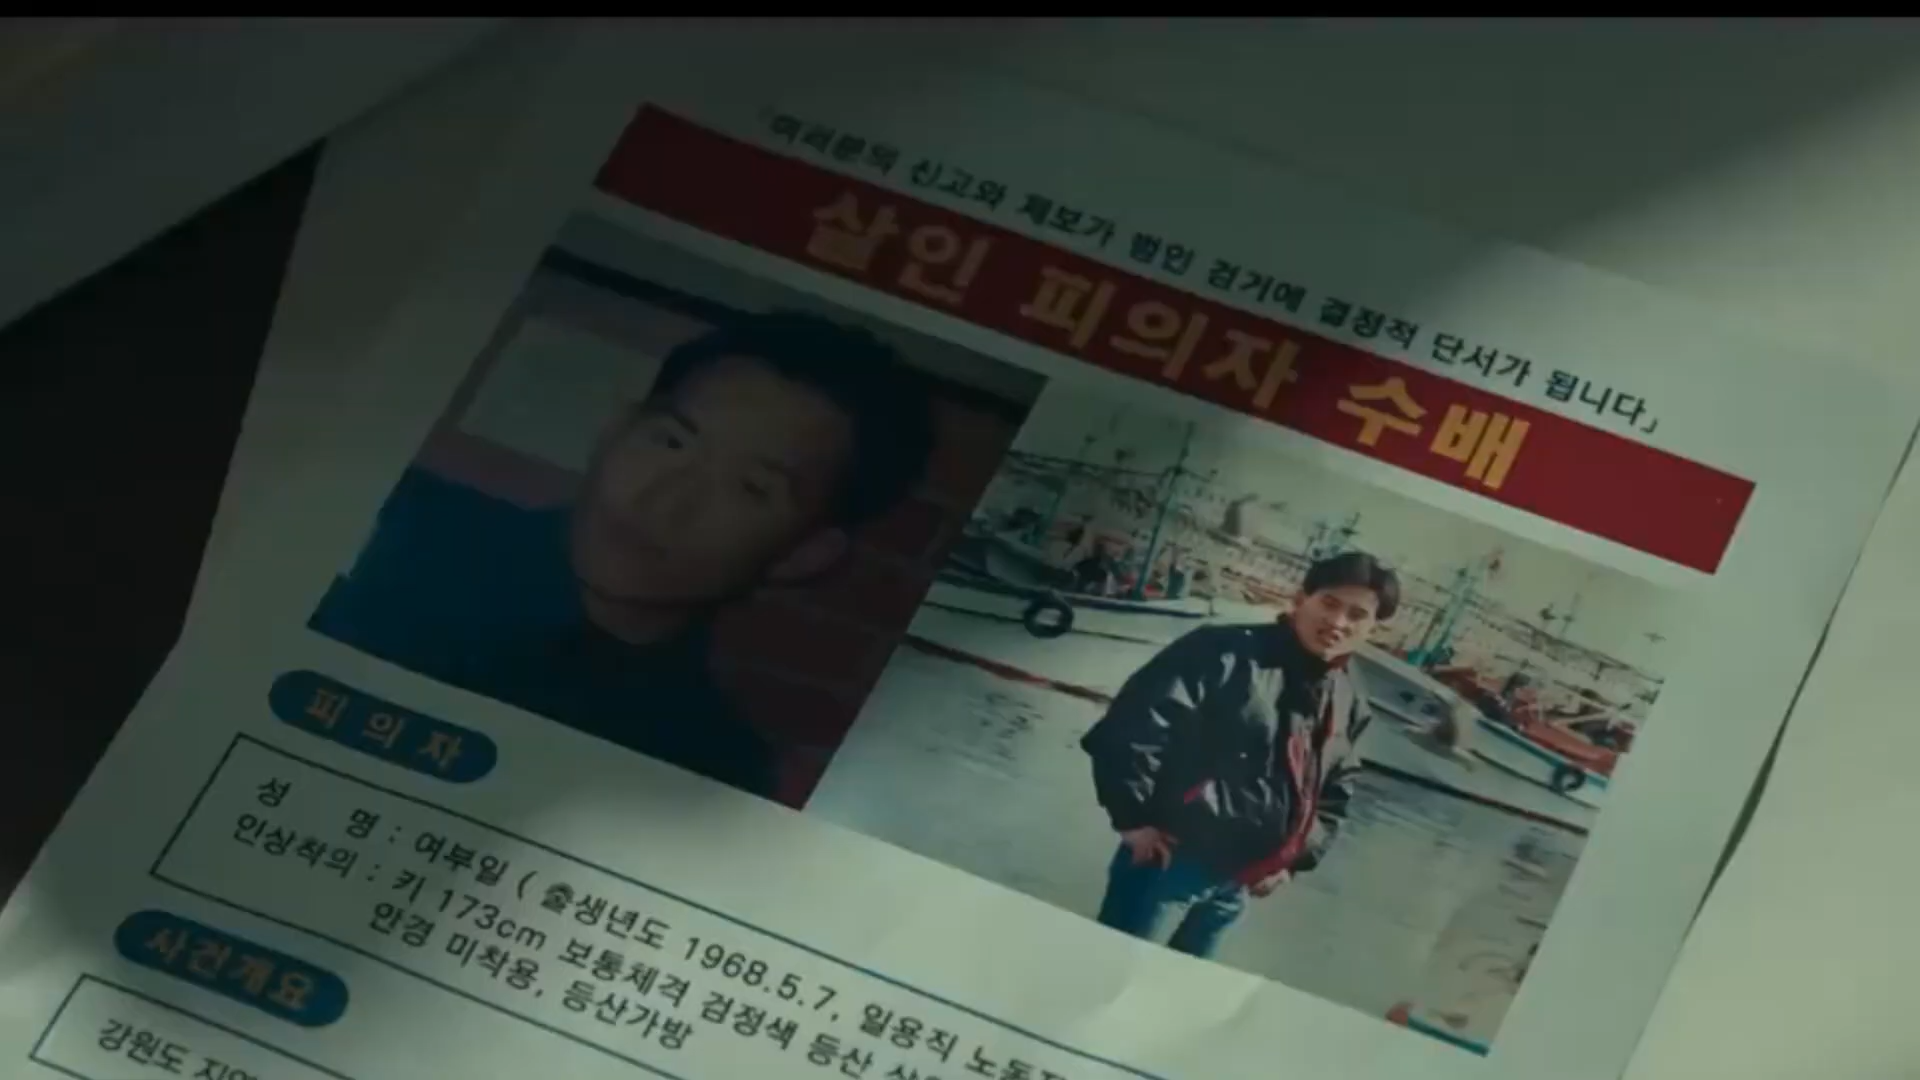 「여러분의 신고와 제보가 범인 검거에 결정적 단서가 됩니다」
살인 피의자 수배
피 의 자
성 명 : 여부일 ( 출생년도 1968.5.7, 일용직
인상착의 : 키 173cm 보통체격 검정색 등산
안경 미착용, 등산가방
사건개요
강원도